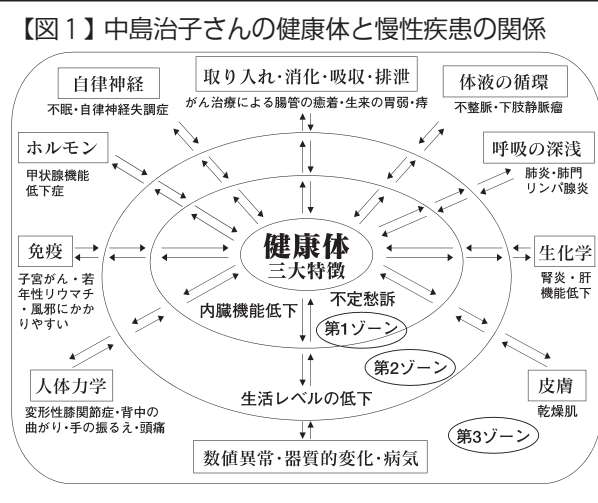 【図1】中島治子さんの健康体と慢性疾患の関係
自律神経
不眠・自律神経失調症
取り入れ・消化・吸収・排泄
がん治療による腸管の癒着・生来の胃弱・痔
体液の循環
不整脈・下肢静脈瘤
ホルモン
甲状腺機能
低下症
呼吸の深浅
肺炎・肺門
リンパ腺炎
健康体
三大特徴
免疫
子宮がん・若
年性リウマチ
・風邪にかか
りやすい
生化学
腎炎・肝
機能低下
内臓機能低下
不定愁訴
第1ゾーン
第2ゾーン
生活レベルの低下
人体力学
変形性膝関節症・背中の
曲がり・手の振るえ・頭痛
皮膚
乾燥肌
第3ゾーン
数値異常・器質的変化・病気